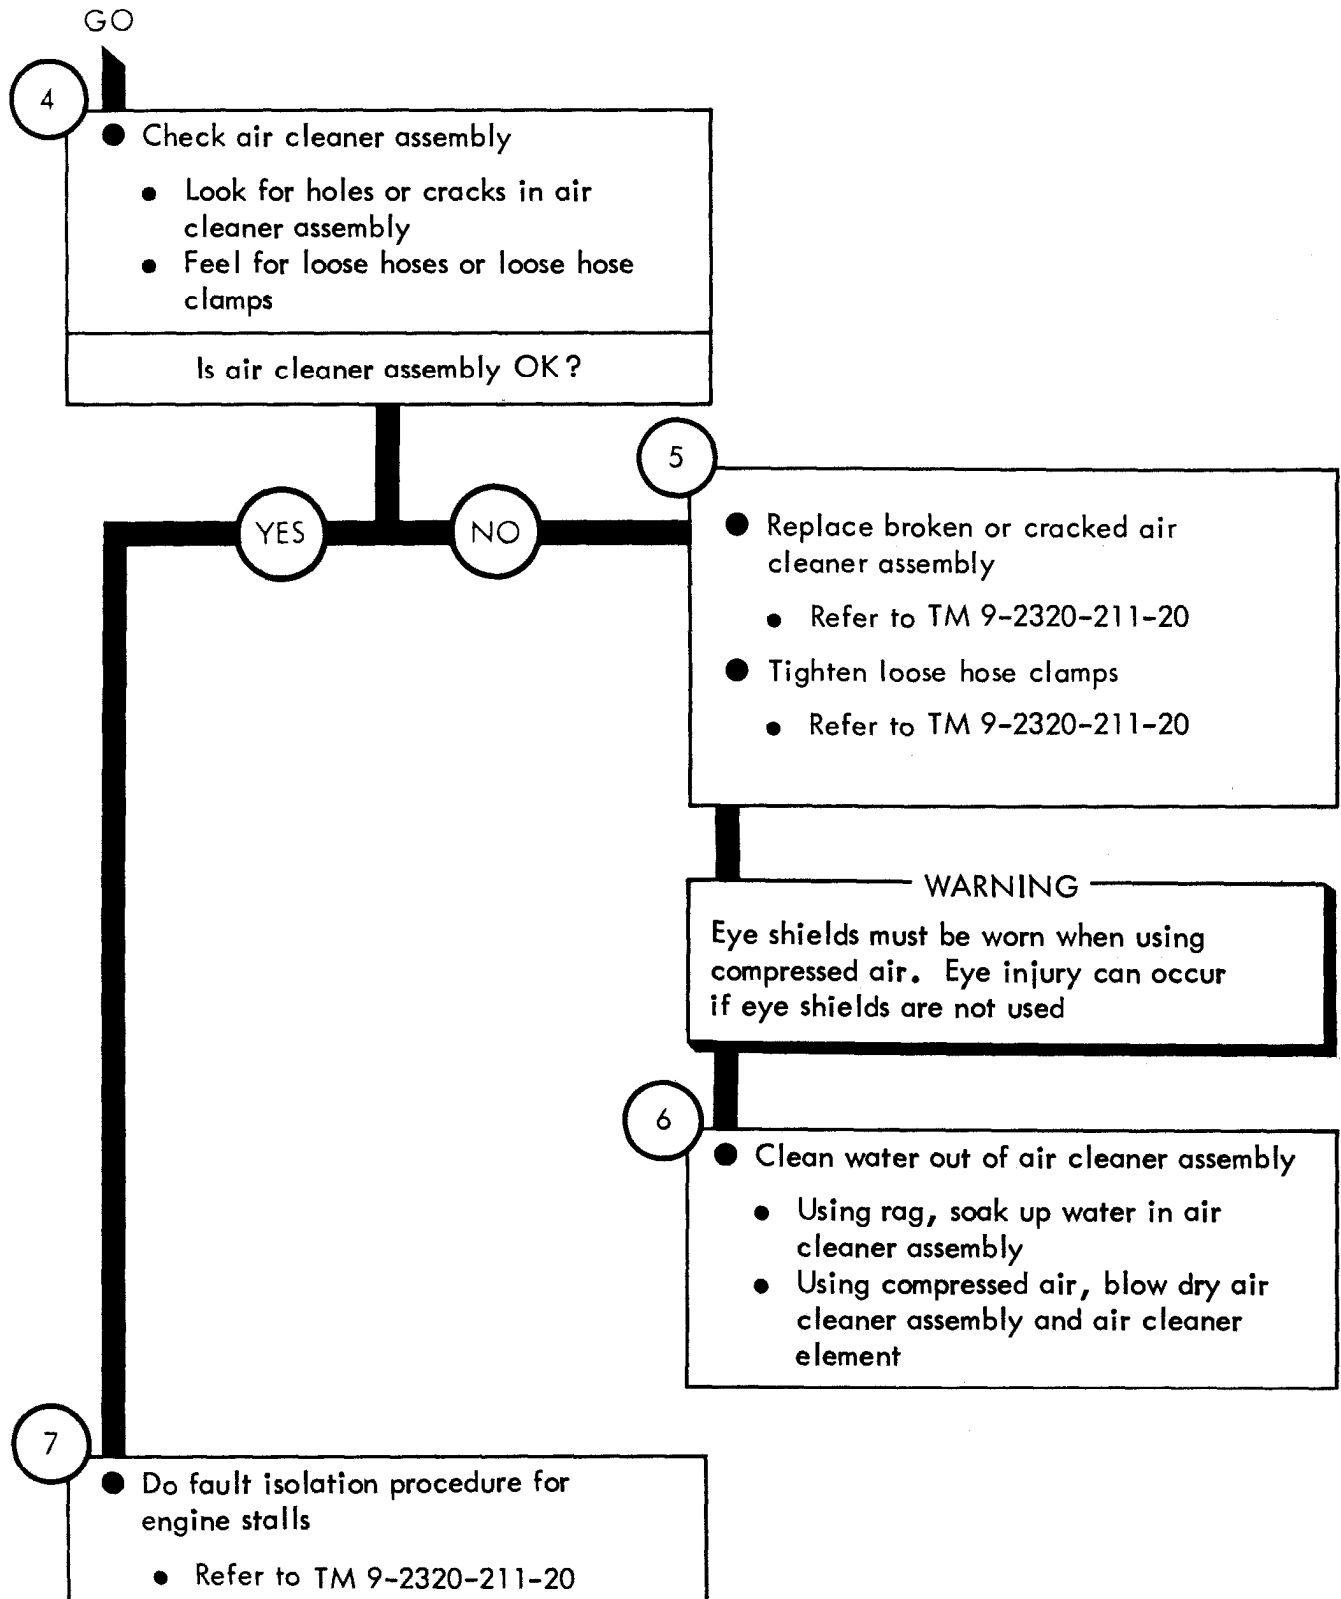 GO
4
● Check air cleaner assembly
● Look for holes or cracks in air
cleaner assembly
● Feel for loose hoses or loose hose
clamps
Is air cleaner assembly OK?
YES
NO
5
● Replace broken or cracked air
cleaner assembly
● Refer to TM 9-2320-211-20
● Tighten loose hose clamps
● Refer to TM 9-2320-211-20
WARNING
Eye shields must be worn when using
compressed air. Eye injury can occur
if eye shields are not used
6
● Clean water out of air cleaner assembly
● Using rag, soak up water in air
cleaner assembly
● Using compressed air, blow dry air
cleaner assembly and air cleaner
element
7
● Do fault isolation procedure for
engine stalls
● Refer to TM 9-2320-211-20